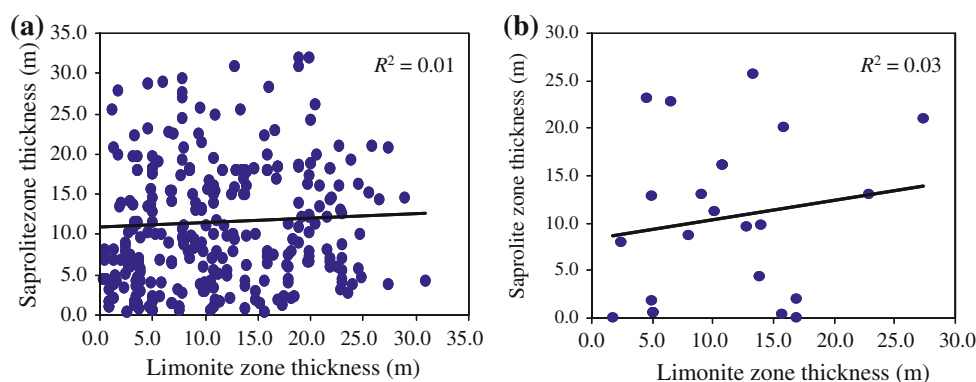 (a)
35.0
30.0
25.0
20.0
15.0
10.0
5.0
0.0
Saprolitezone thickness (m)
R² = 0.01
0.0 5.0 10.0 15.0 20.0 25.0 30.0 35.0
Limonite zone thickness (m)
(b)
30.0
25.0
20.0
15.0
10.0
5.0
0.0
Saprolite zone thickness (m)
R² = 0.03
0.0 5.0 10.0 15.0 20.0 25.0 30.0
Limonite zone thickness (m)